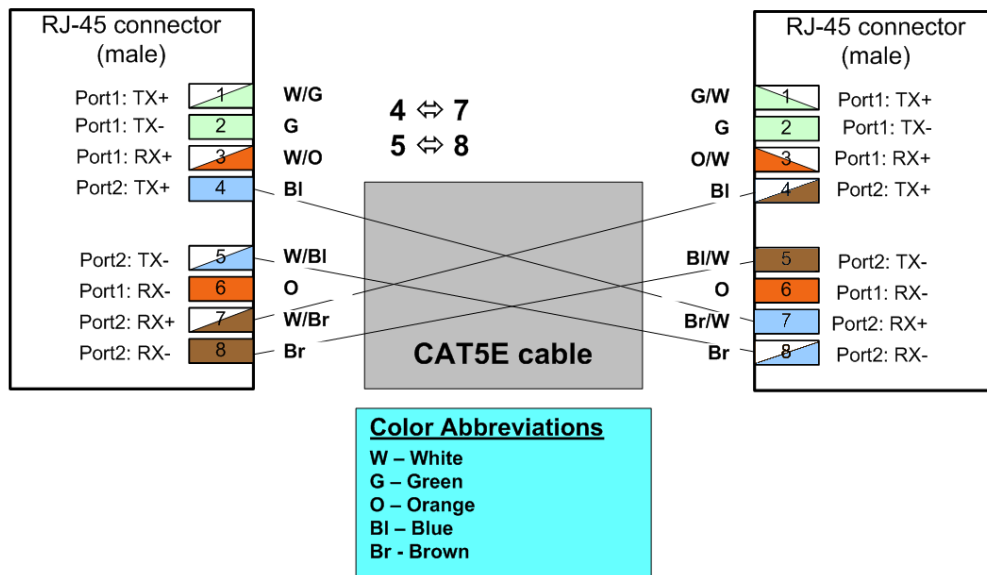 RJ-45 connector
(male)
Port1: TX+ 1 W/G
Port1: TX- 2 G
Port1: RX+ 3 W/O
Port2: TX+ 4 Bl
Port2: TX- 5 W/Bl
Port1: RX- 6 O
Port2: RX+ 7 W/Br
Port2: RX- 8 Br
4 ⇔ 7
5 ⇔ 8
CAT5E cable
RJ-45 connector
(male)
G/W 1 Port1: TX+
G 2 Port1: TX-
O/W 3 Port1: RX+
Bl 4 Port2: TX+
Bl/W 5 Port2: TX-
O 6 Port1: RX-
Br/W 7 Port2: RX+
Br 8 Port2: RX-
Color Abbreviations
W – White
G – Green
O – Orange
Bl – Blue
Br - Brown